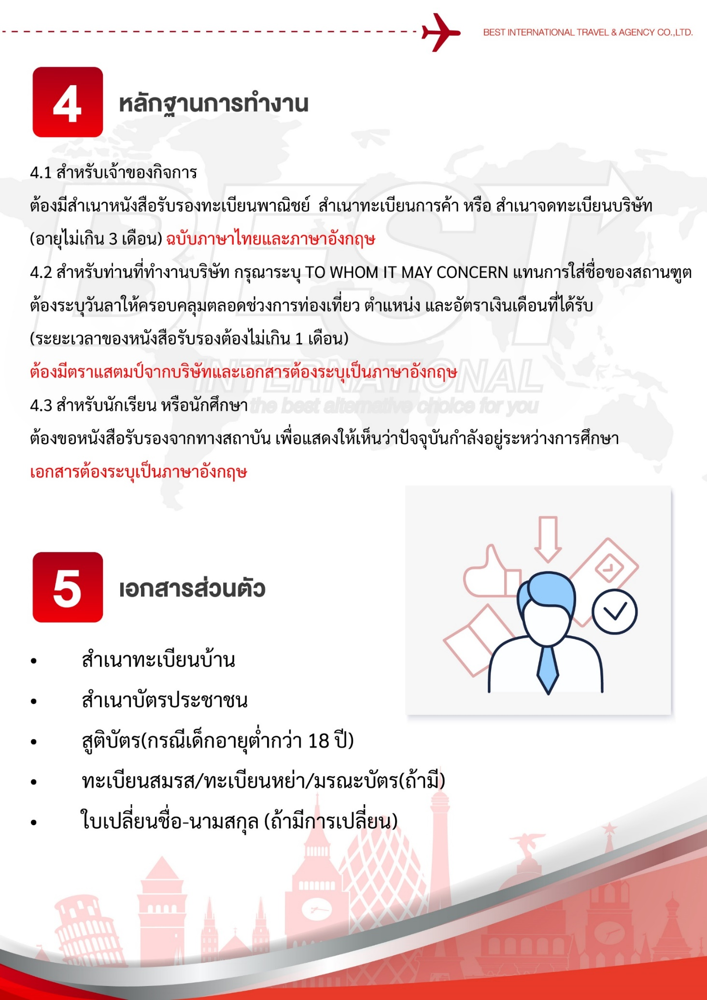 BEST INTERNATIONAL TRAVEL & AGENCY CO.,LTD.
4
หลักฐานการทำงาน
4.1 สำหรับเจ้าของกิจการ
ต้องมีสำเนาหนังสือรับรองทะเบียนพาณิชย์ สำเนาทะเบียนการค้า หรือ สำเนาจดทะเบียนบริษัท
(อายุไม่เกิน 3 เดือน) ฉบับภาษาไทยและภาษาอังกฤษ
4.2 สำหรับท่านที่ทำงานบริษัท กรุณาระบุ TO WHOM IT MAY CONCERN แทนการใส่ชื่อของสถานฑูต
ต้องระบุวันลาให้ครอบคลุมตลอดช่วงการท่องเที่ยว ตำแหน่ง และอัตราเงินเดือนที่ได้รับ
(ระยะเวลาของหนังสือรับรองต้องไม่เกิน 1 เดือน)
ต้องมีตราแสตมป์จากบริษัทและเอกสารต้องระบุเป็นภาษาอังกฤษ
4.3 สำหรับนักเรียน หรือนักศึกษา
ต้องขอหนังสือรับรองจากทางสถาบัน เพื่อแสดงให้เห็นว่าปัจจุบันกำลังอยู่ระหว่างการศึกษา
เอกสารต้องระบุเป็นภาษาอังกฤษ
BEST
INTERNATIONAL
the best alternative choice for you
5
เอกสารส่วนตัว
• สำเนาทะเบียนบ้าน
• สำเนาบัตรประชาชน
• สูติบัตร(กรณีเด็กอายุต่ำกว่า 18 ปี)
• ทะเบียนสมรส/ทะเบียนหย่า/มรณะบัตร(ถ้ามี)
• ใบเปลี่ยนชื่อ-นามสกุล (ถ้ามีการเปลี่ยน)